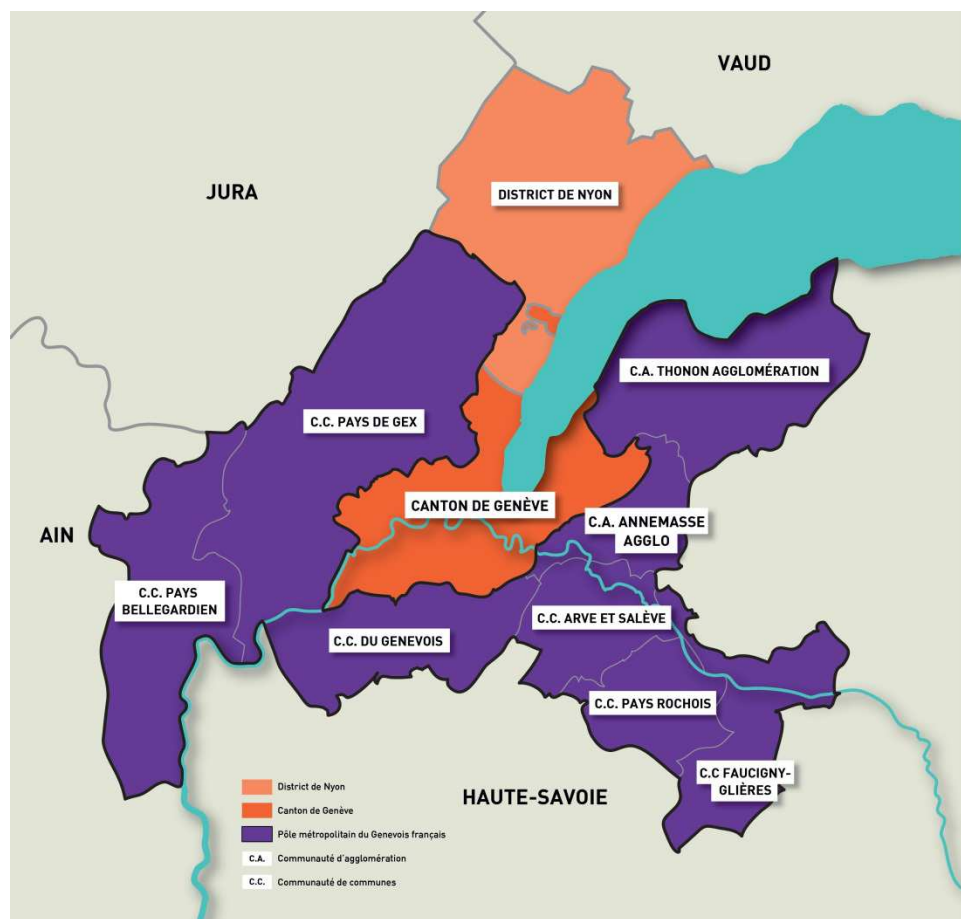 VAUD
JURA
DISTRICT DE NYON
C.A. THONON AGGLOMÉRATION
C.C. PAYS DE GEX
CANTON DE GENÈVE
C.A. ANNEMASSE
AGGLO
AIN
C.C. PAYS
BELLEGARDIEN
C.C. ARVE ET SALÈVE
C.C. DU GENEVOIS
C.C. PAYS ROCHOIS
C.C FAUCIGNY-
GLIÈRES
HAUTE-SAVOIE
District de Nyon
Canton de Genève
Pôle métropolitain du Genevois français
C.A. Communauté d'agglomération
C.C. Communauté de communes